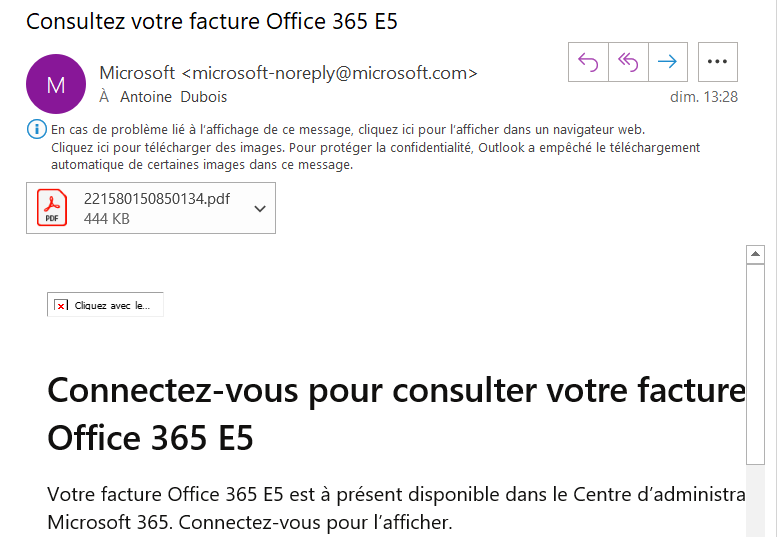 Consultez votre facture Office 365 E5
M
Microsoft <microsoft-noreply@microsoft.com>
À Antoine Dubois
dim. 13:28
En cas de problème lié à l'affichage de ce message, cliquez ici pour l'afficher dans un navigateur web.
Cliquez ici pour télécharger des images. Pour protéger la confidentialité, Outlook a empêché le téléchargement
automatique de certaines images dans ce message.
PDF
221580150850134.pdf
444 KB
Cliquez avec le...
Connectez-vous pour consulter votre facture
Office 365 E5
Votre facture Office 365 E5 est à présent disponible dans le Centre d'administra
Microsoft 365. Connectez-vous pour l'afficher.